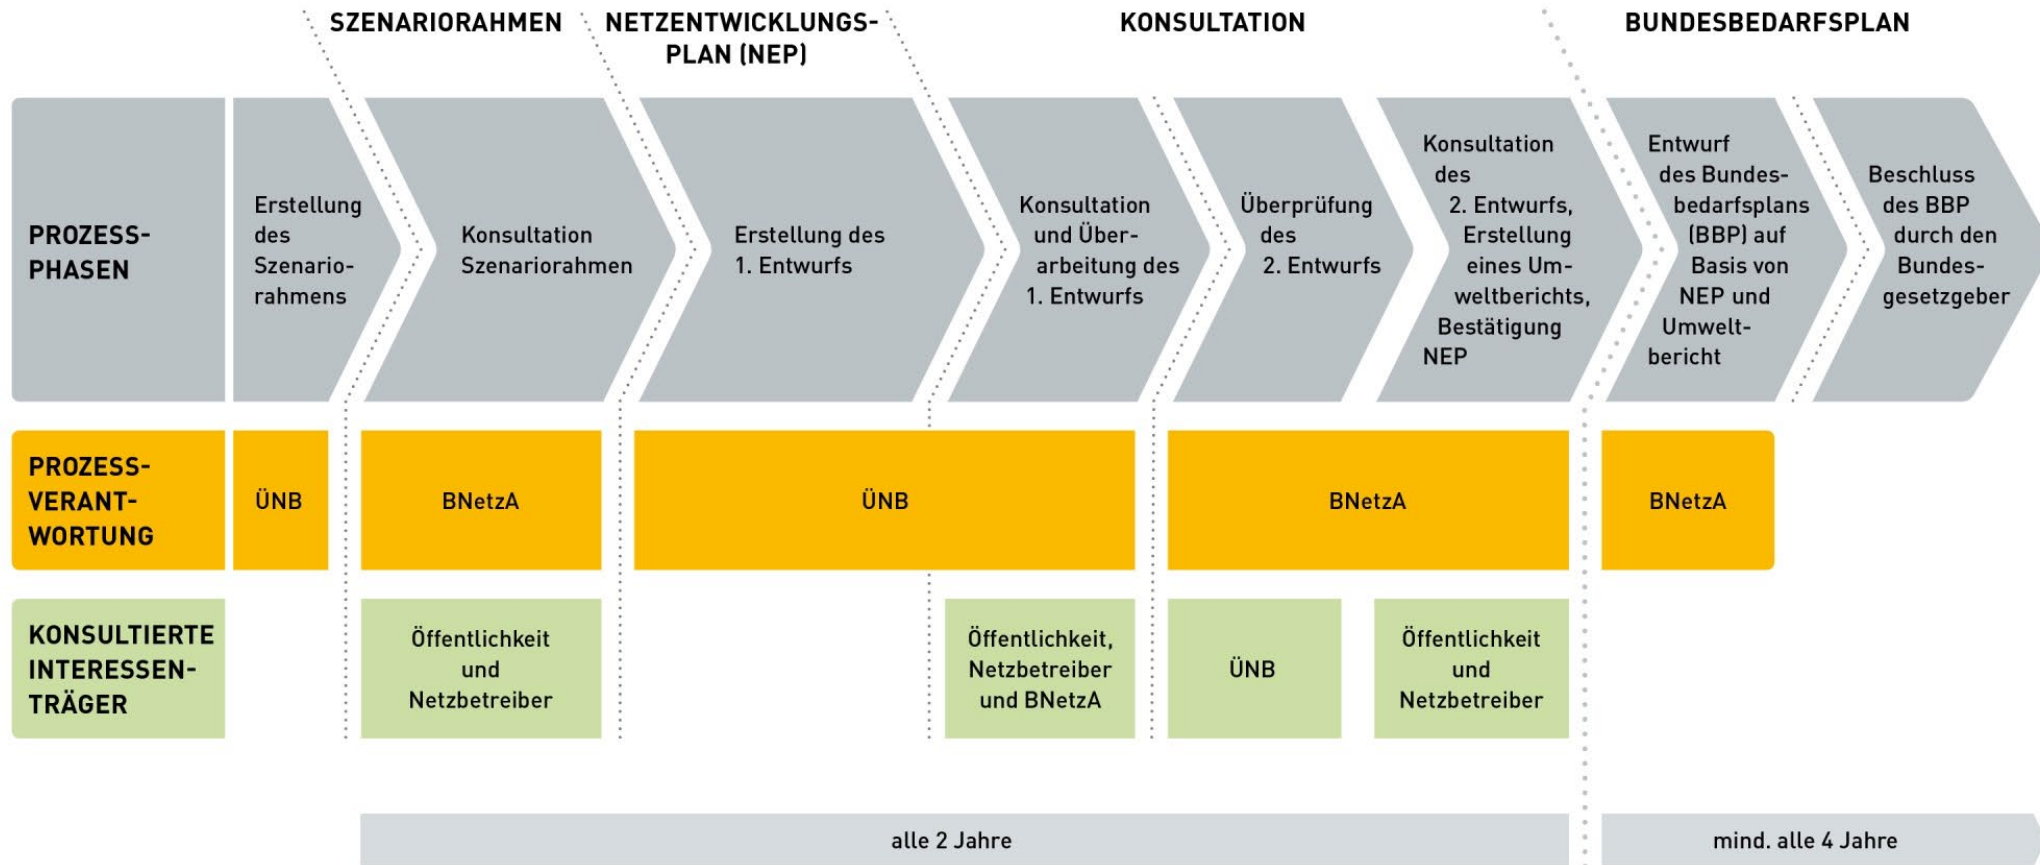 SZENARIORAHMEN
NETZENTWICKLUNGS-
PLAN (NEP)
KONSULTATION
BUNDESBEDARFSPLAN
PROZESS-
PHASEN
Erstellung
des
Szenario-
rahmens
Konsultation
Szenariorahmen
Erstellung des
1. Entwurfs
Konsultation
und Über-
arbeitung des
1. Entwurfs
Überprüfung
des
2. Entwurfs
Konsultation
des
2. Entwurfs,
Erstellung
eines Um-
weltberichts,
Bestätigung
NEP
Entwurf
des Bundes-
bedarfsplans
(BBP) auf
Basis von
NEP und
Umwelt-
bericht
Beschluss
des BBP
durch den
Bundes-
gesetzgeber
PROZESS-
VERANT-
WORTUNG
ÜNB
BNetzA
ÜNB
BNetzA
BNetzA
KONSULTIERTE
INTERESSEN-
TRÄGER
Öffentlichkeit
und
Netzbetreiber
Öffentlichkeit,
Netzbetreiber
und BNetzA
ÜNB
Öffentlichkeit
und
Netzbetreiber
alle 2 Jahre
mind. alle 4 Jahre